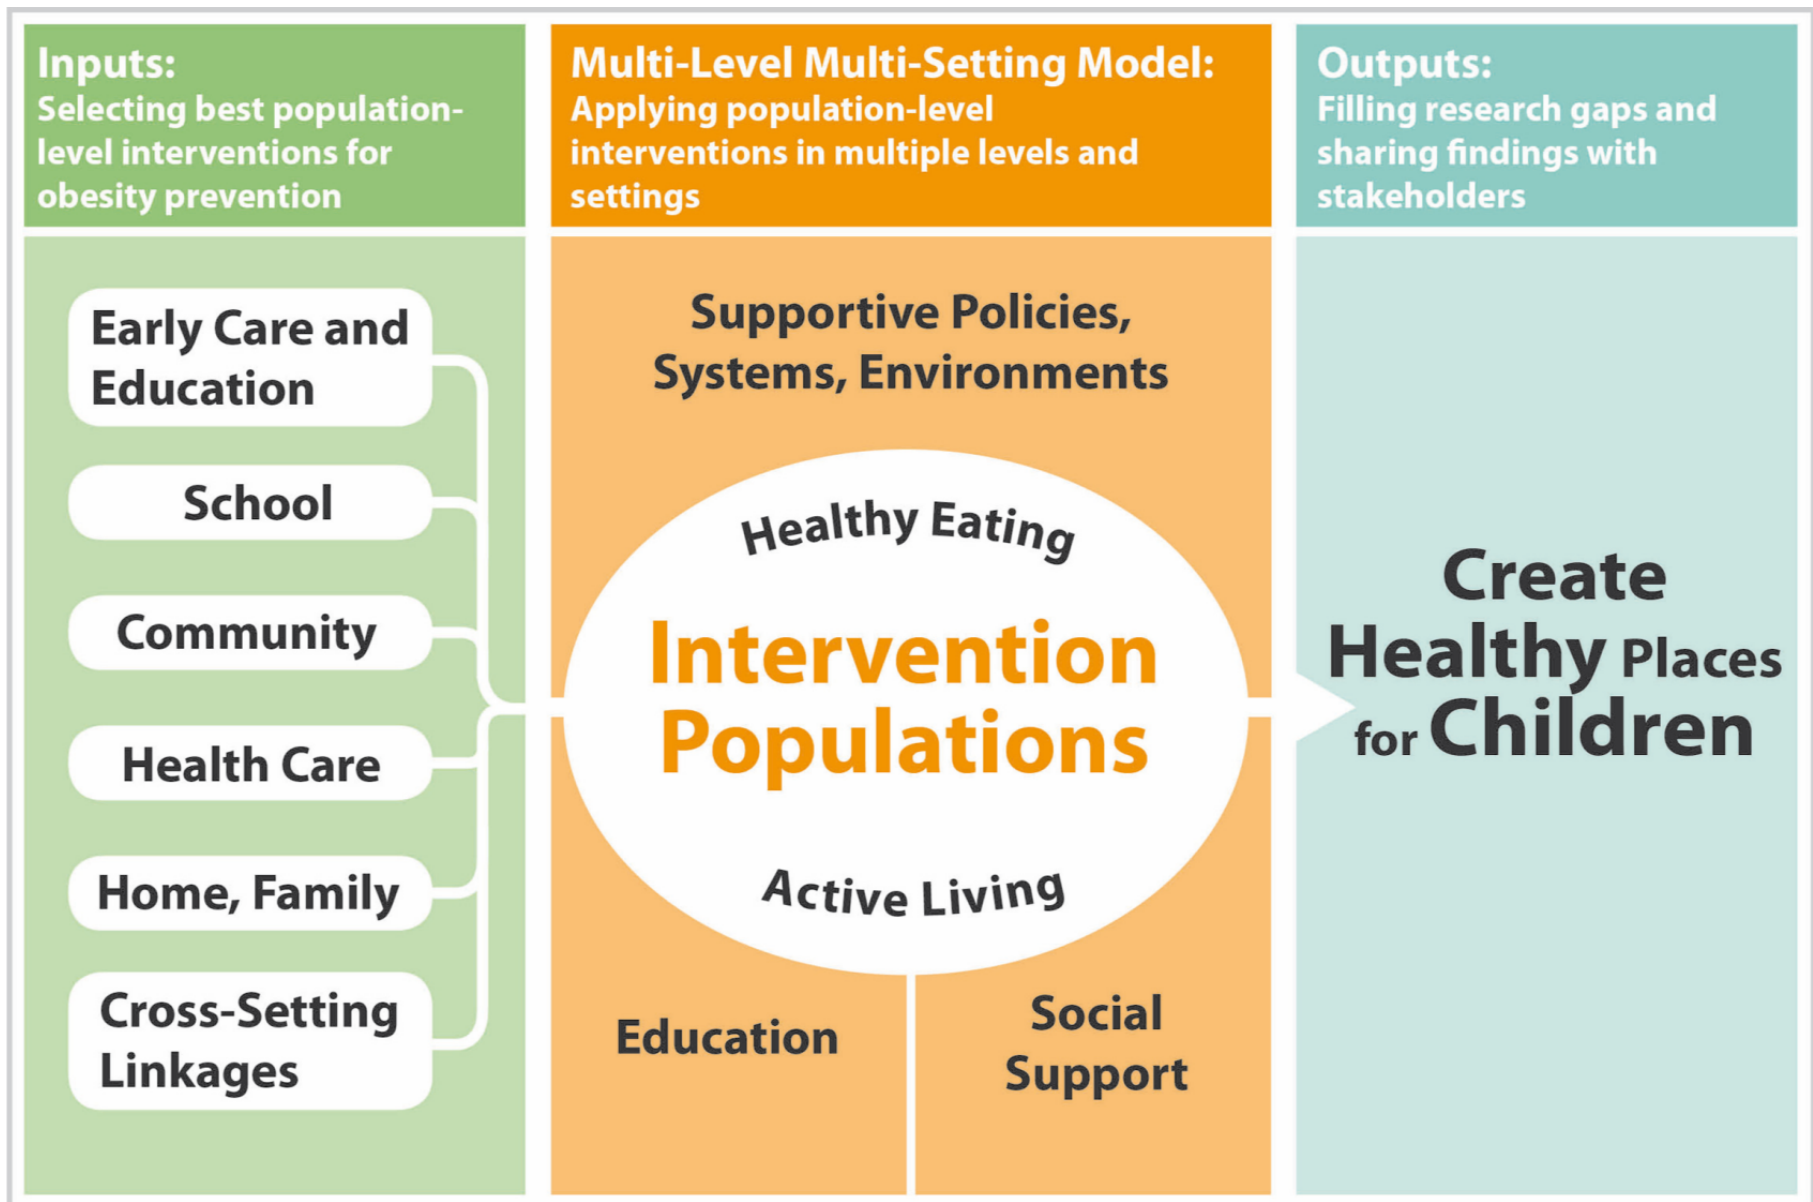 Inputs:
Selecting best population-
level interventions for
obesity prevention
Early Care and
Education
School
Community
Health Care
Home, Family
Cross-Setting
Linkages
Multi-Level Multi-Setting Model:
Applying population-level
interventions in multiple levels and
settings
Supportive Policies,
Systems, Environments
Healthy Eating
Intervention
Populations
Active Living
Education
Social
Support
Outputs:
Filling research gaps and
sharing findings with
stakeholders
Create
Healthy Places
for Children